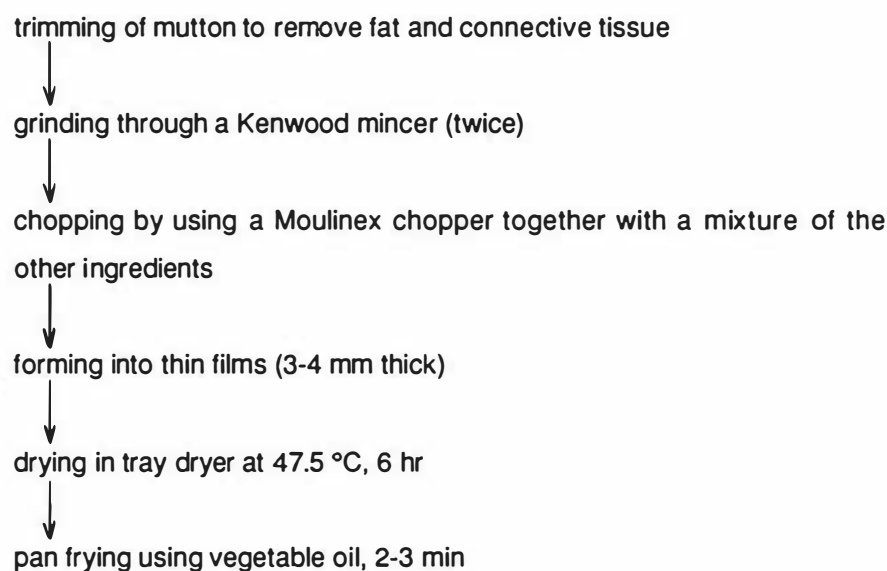 trimming of mutton to remove fat and connective tissue
grinding through a Kenwood mincer (twice)
chopping by using a Moulinex chopper together with a mixture of the
other ingredients
forming into thin films (3-4 mm thick)
drying in tray dryer at 47.5 °C, 6 hr
pan frying using vegetable oil, 2-3 min